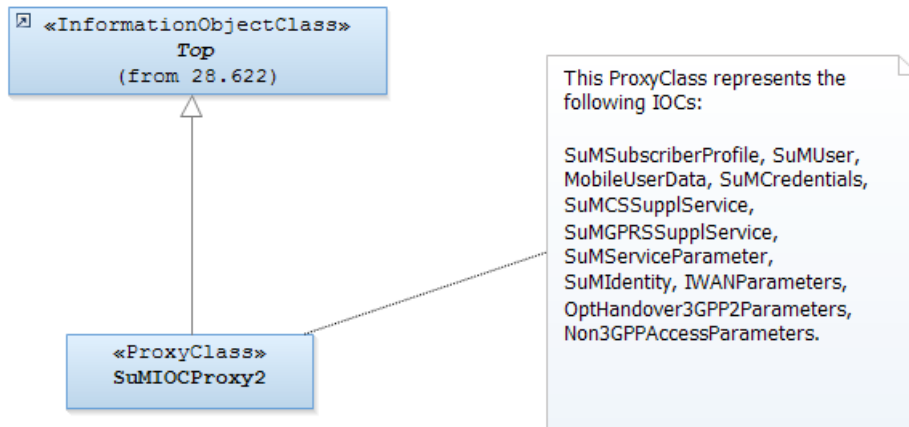 «InformationObjectClass»
Top
(from 28.622)
This ProxyClass represents the
following IOCs:
SuMSubscriberProfile, SuMUser,
MobileUserData, SuMCredentials,
SuMCSSupplService,
SuMGPRSSupplService,
SuMServiceParameter,
SuMIdentity, IWANParameters,
OptHandover3GPP2Parameters,
Non3GPPAccessParameters.
«ProxyClass»
SuMIOCProxy2